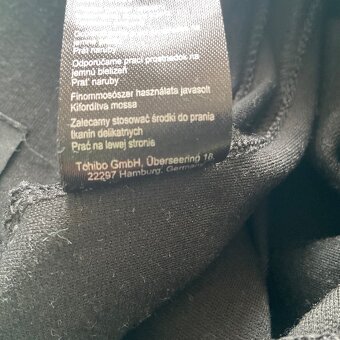 Prát naruby
Odporúčame prací prostriedok na
jemnú bielizeň
Prať naruby
Finommosószer használata javasolt
Kifordítva mossa
Zalecamy stosować środki do prania
tkanin delikatnych
Prać na lewej stronie
Tchibo GmbH, Überseering 18,
22297 Hamburg, Germany